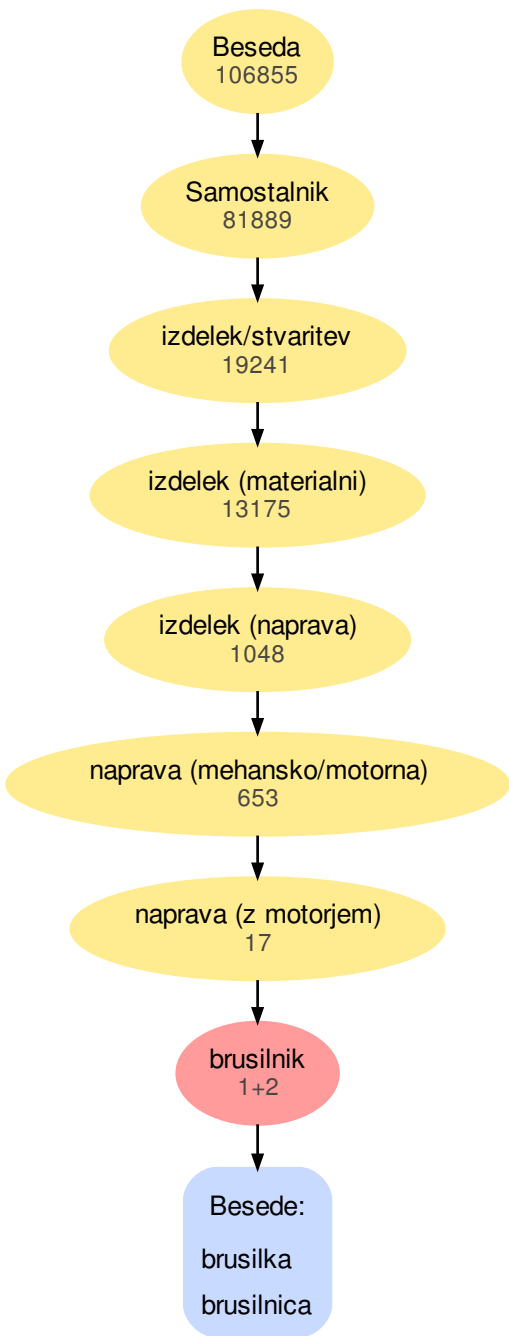 Beseda
106855
Samostalnik
81889
izdelek/stvaritev
19241
izdelek (materialni)
13175
izdelek (naprava)
1048
naprava (mehansko/motorna)
653
naprava (z motorjem)
17
brusilnik
1+2
Besede:
brusilka
brusilnica